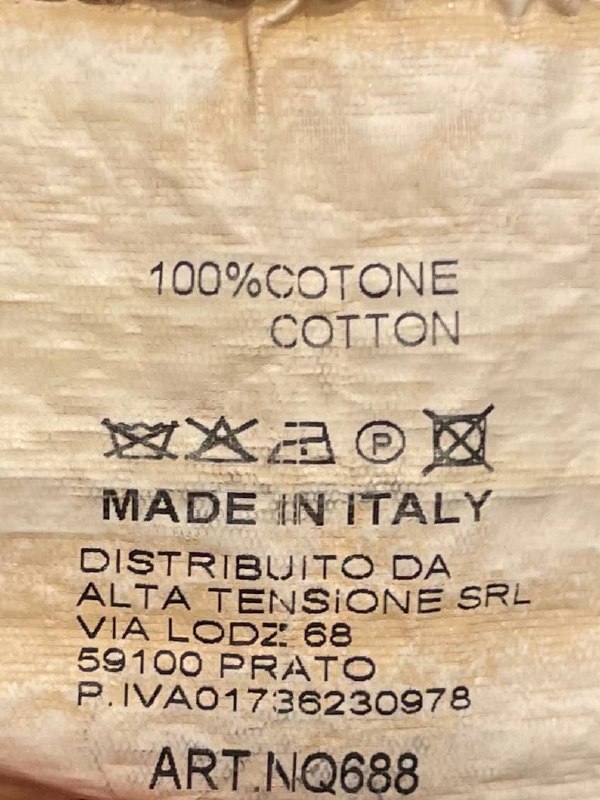 100%COTONE
COTTON
P
MADE IN ITALY
DISTRIBUITO DA
ALTA TENSIONE SRL
VIA LODZ 68
59100 PRATO
P.IVA01736230978
ART.NQ688